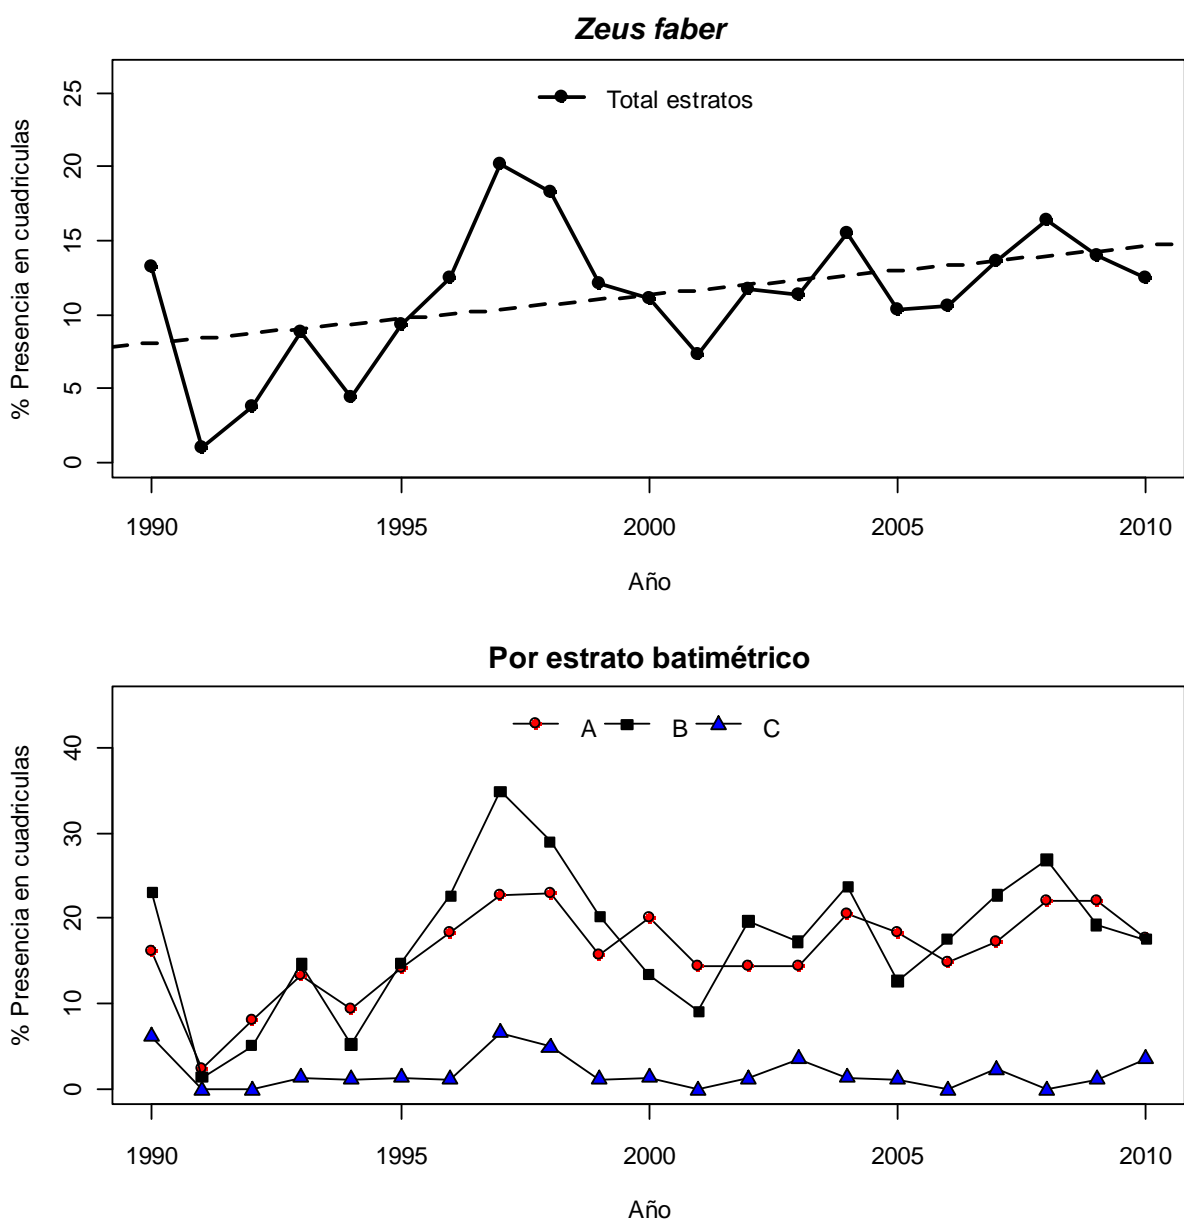 Zeus faber
Total estratos
% Presencia en cuadriculas
25
20
15
10
5
0
1990 1995 2000 2005 2010
Año
Por estrato batimétrico
A B C
% Presencia en cuadriculas
40
30
20
10
0
1990 1995 2000 2005 2010
Año